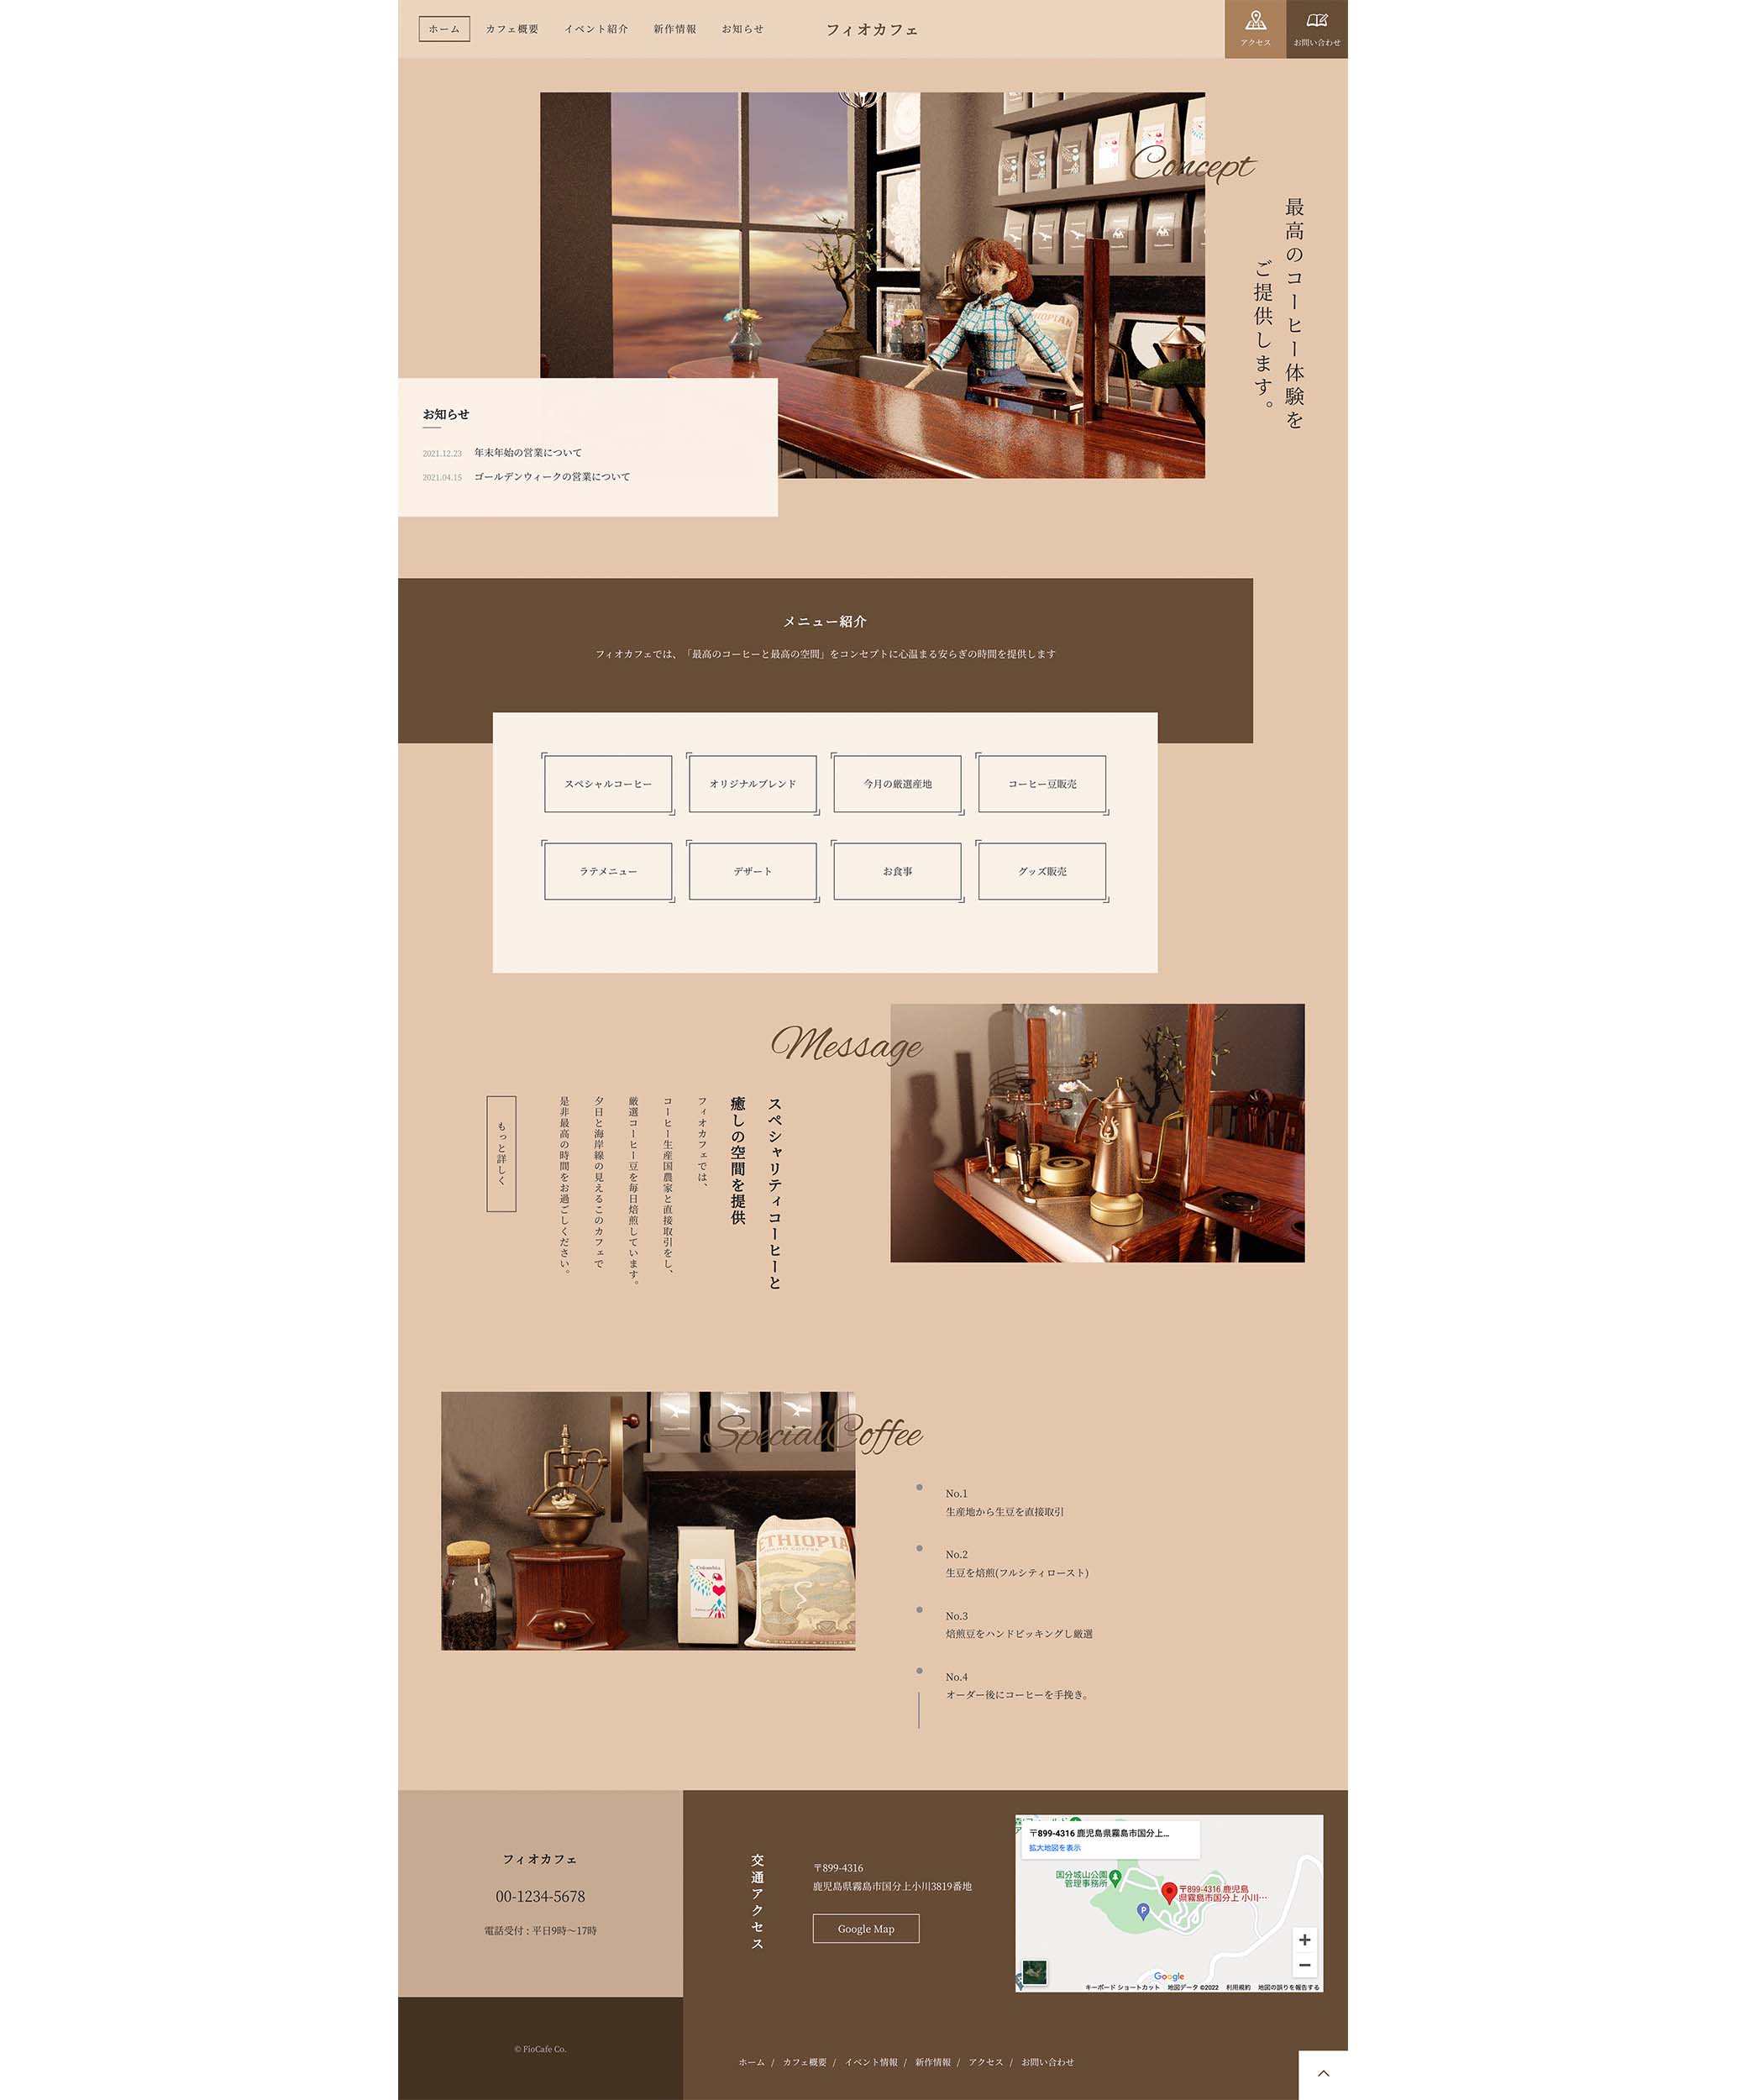 ホーム カフェ概要 イベント紹介 新作情報 お知らせ フィオカフェ アクセス お問い合わせ
Concept
最高のコーヒー体験を
ご提供します。
ETHIOPIAN
お知らせ
2021.12.23 年末年始の営業について
2021.04.15 ゴールデンウィークの営業について
メニュー紹介
フィオカフェでは、「最高のコーヒーと最高の空間」をコンセプトに心温まる安らぎの時間を提供します
スペシャルコーヒー オリジナルブレンド 今月の厳選産地 コーヒー豆販売
ラテメニュー デザート お食事 グッズ販売
Message
スペシャリティコーヒーと
癒しの空間を提供
フィオカフェでは、
コーヒー生産国農家と直接取引をし、
厳選コーヒー豆を毎日焙煎しています。
夕日と海岸線の見えるこのカフェで
是非最高の時間をお過ごしください。
もっと詳しく
Special Coffee
ETHIOPIA
Colombia
No.1
生産地から生豆を直接取引
No.2
生豆を焙煎(フルシティロースト)
No.3
焙煎豆をハンドピッキングし厳選
No.4
オーダー後にコーヒーを手挽き。
フィオカフェ
00-1234-5678
電話受付：平日9時〜17時
© FioCafe Co.
交通アクセス
〒899-4316
鹿児島県霧島市国分上小川3819番地
Google Map
〒899-4316 鹿児島県霧島市国分上...
拡大地図を表示
国分城山公園
管理事務所
〒899-4316 鹿児島
県霧島市国分上 小川…
P
Google
キーボード ショートカット 地図データ ©2022 利用規約 地図の誤りを報告する
ホーム / カフェ概要 / イベント情報 / 新作情報 / アクセス / お問い合わせ